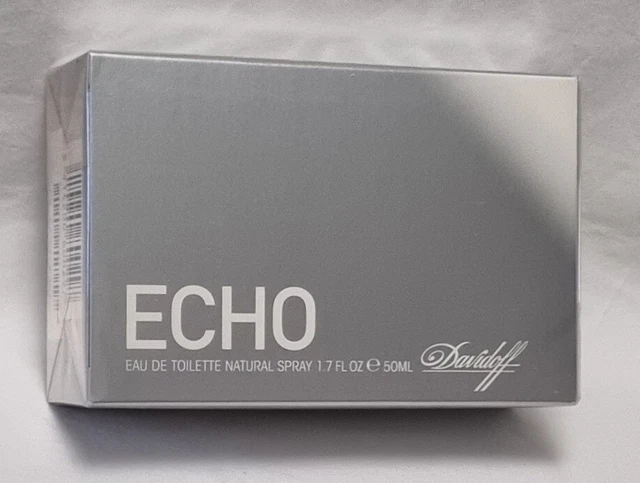 ECHO
EAU DE TOILETTE NATURAL SPRAY 1.7 FL OZ ℮ 50ML
Davidoff